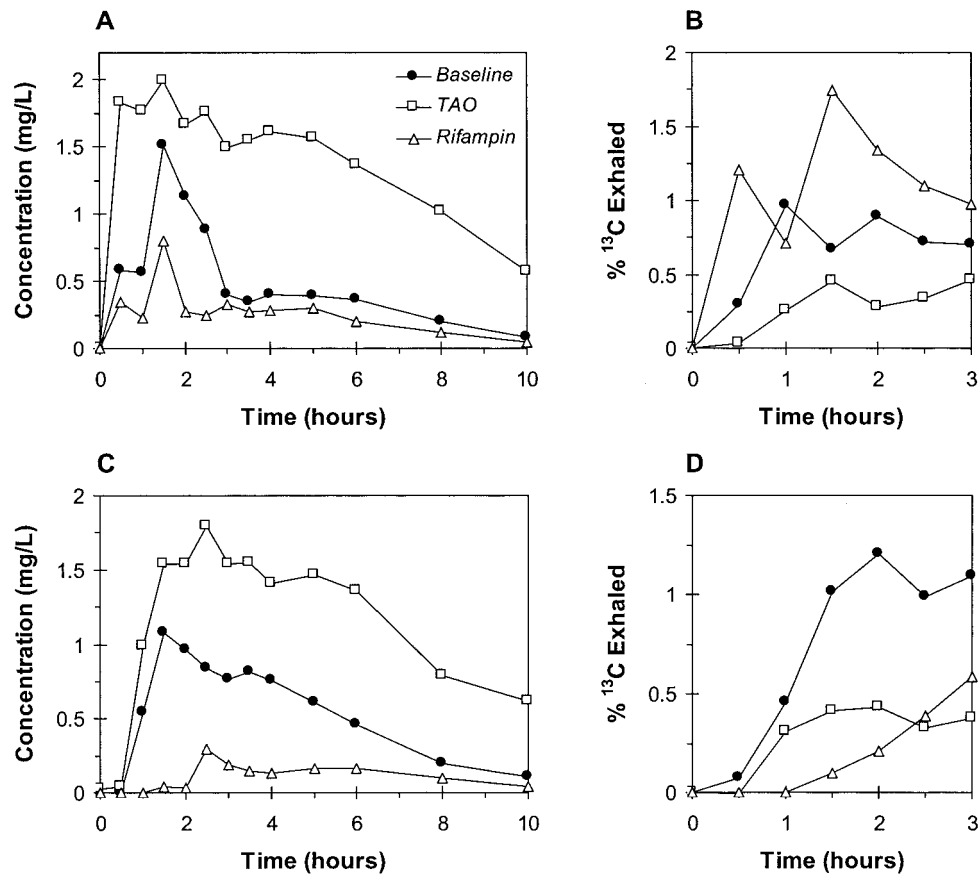 A
Concentration (mg/L)
2
1.5
1
0.5
0
0 2 4 6 8 10
Time (hours)
Baseline
TAO
Rifampin
B
% ¹³C Exhaled
2
1.5
1
0.5
0
0 1 2 3
Time (hours)
C
Concentration (mg/L)
2
1.5
1
0.5
0
0 2 4 6 8 10
Time (hours)
D
% ¹³C Exhaled
1.5
1
0.5
0
0 1 2 3
Time (hours)